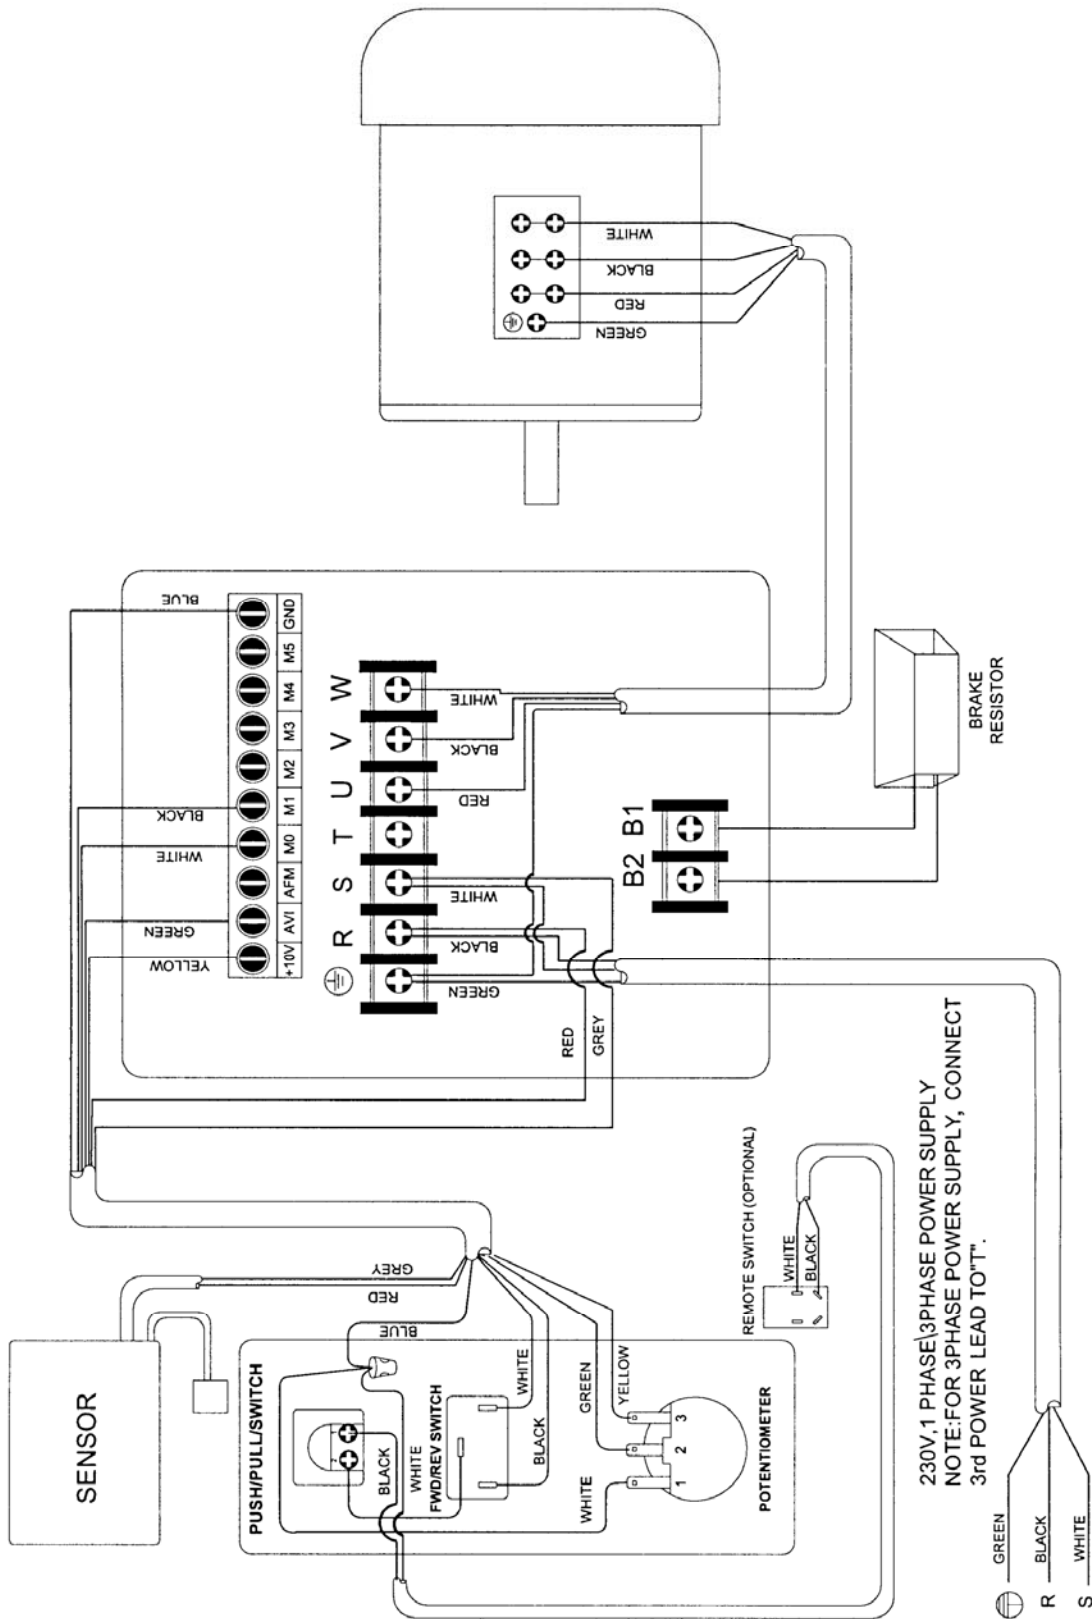 WHITE
BLACK
RED
GREEN
BLUE
GND
M5
M4
M3
M2
M1
M0
AFM
AVI
+10V
BLACK
WHITE
GREEN
YELLOW
W
V
U
T
S
R
WHITE
BLACK
RED
WHITE
BLACK
GREEN
B1
B2
BRAKE
RESISTOR
RED
GREY
SENSOR
GREY
RED
BLUE
PUSH/PULL/SWITCH
BLACK
WHITE
FWD/REV SWITCH
WHITE
BLACK
GREEN
YELLOW
WHITE
1
2
3
POTENTIOMETER
REMOTE SWITCH (OPTIONAL)
WHITE
BLACK
230V,1 PHASE\3PHASE POWER SUPPLY
NOTE:FOR 3PHASE POWER SUPPLY, CONNECT
3rd POWER LEAD TO"T".
GREEN
R BLACK
S WHITE